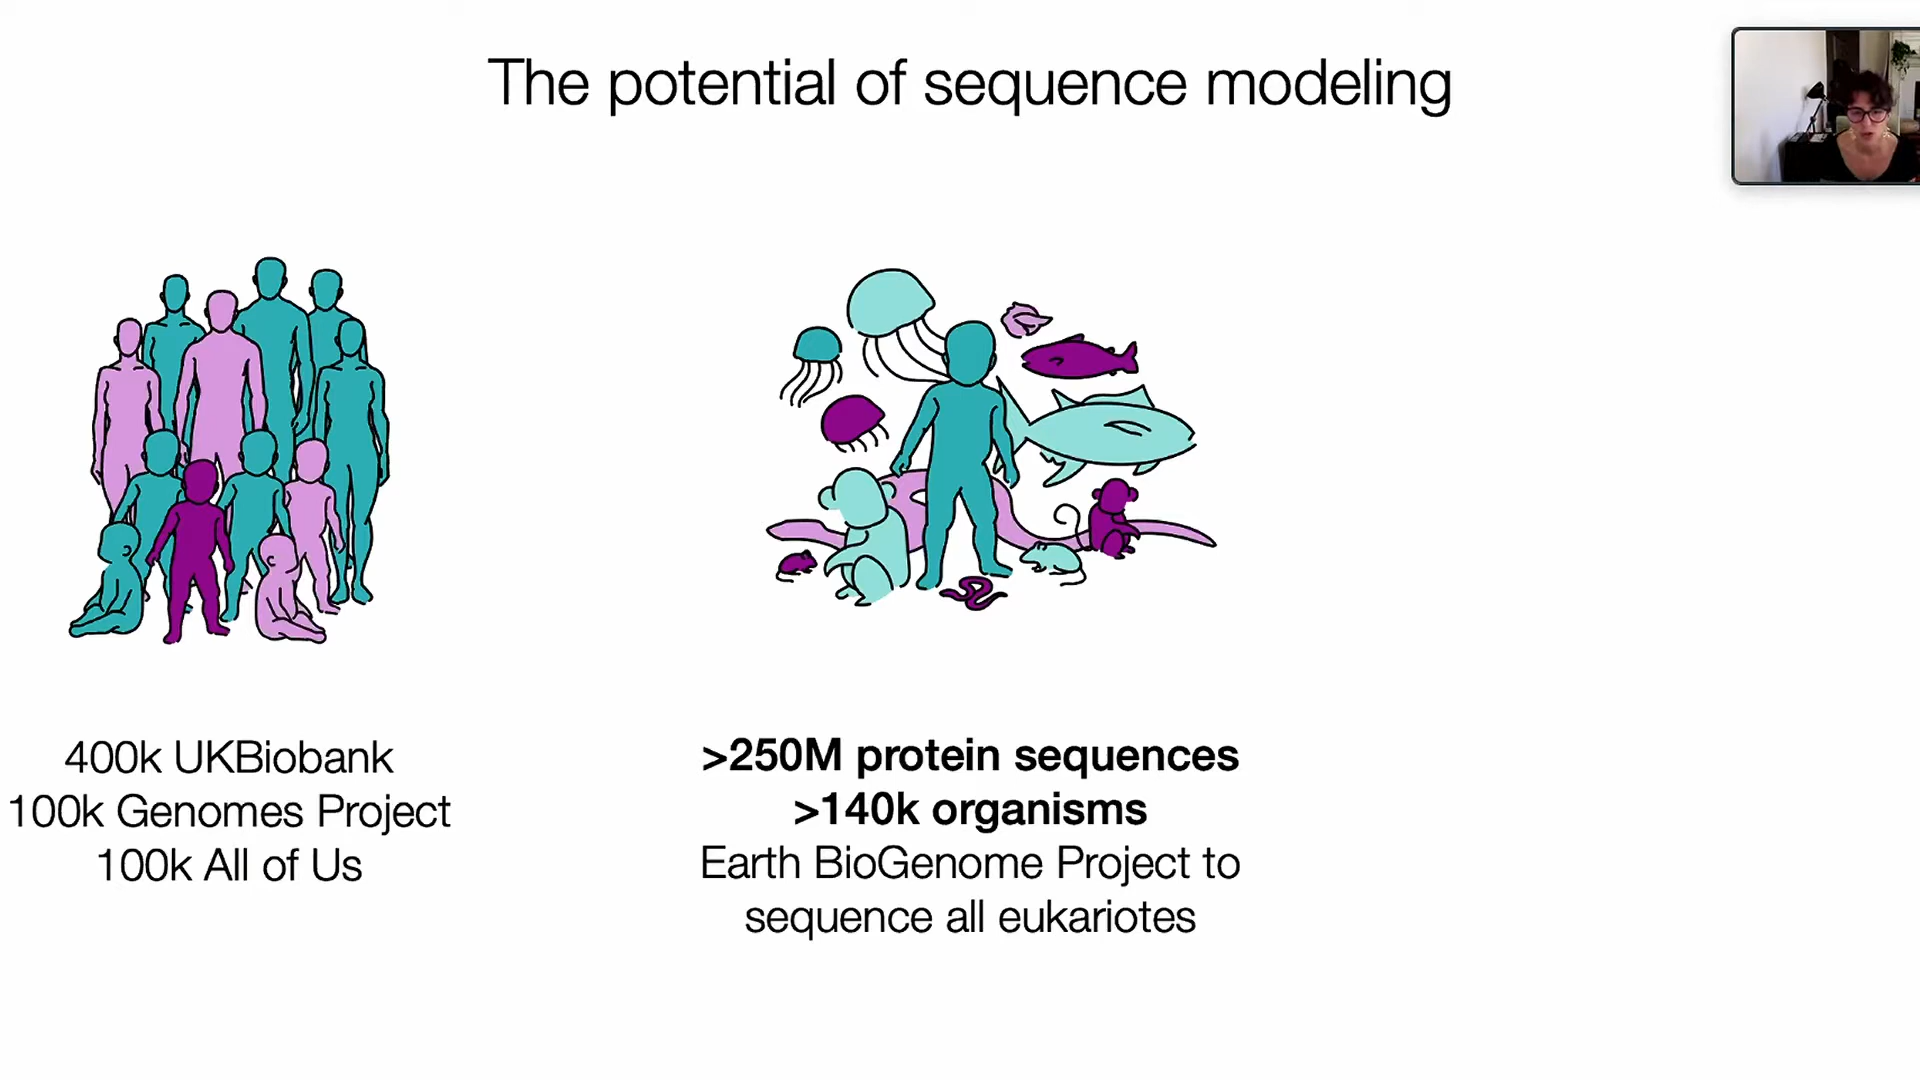 The potential of sequence modeling
400k UKBiobank
100k Genomes Project
100k All of Us
>250M protein sequences
>140k organisms
Earth BioGenome Project to
sequence all eukariotes